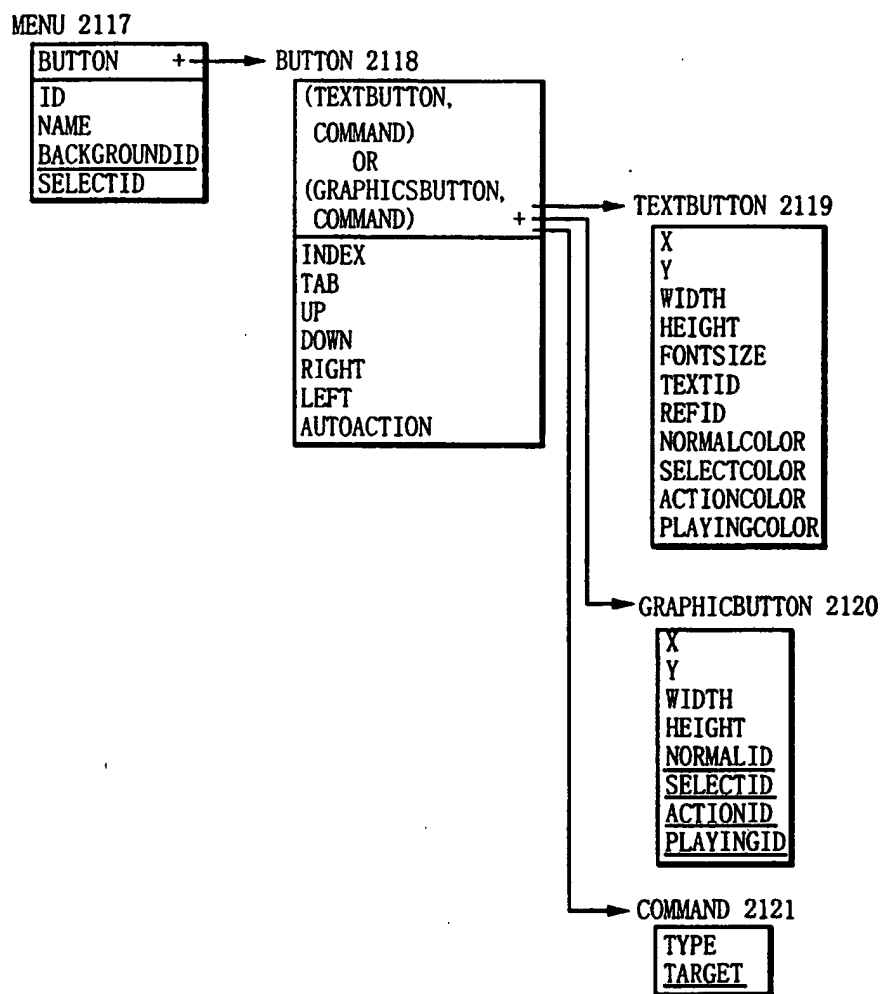 MENU 2117
BUTTON +
ID
NAME
BACKGROUNDID
SELECTID
BUTTON 2118
(TEXTBUTTON,
COMMAND)
OR
(GRAPHICSBUTTON,
COMMAND) +
INDEX
TAB
UP
DOWN
RIGHT
LEFT
AUTOACTION
TEXTBUTTON 2119
X
Y
WIDTH
HEIGHT
FONTSIZE
TEXTID
REFID
NORMALCOLOR
SELECTCOLOR
ACTIONCOLOR
PLAYINGCOLOR
GRAPHICBUTTON 2120
X
Y
WIDTH
HEIGHT
NORMALID
SELECTID
ACTIONID
PLAYINGID
COMMAND 2121
TYPE
TARGET